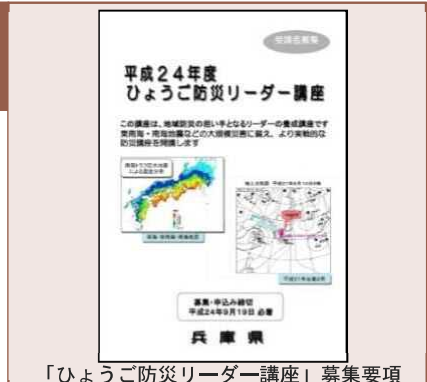 受講者募集
平成24年度
ひょうご防災リーダー講座
この講座は、地域防災の担い手となるリーダーの養成講座です
東南海・南海地震などの大規模災害に備え、より実戦的な
防災講座を開講します
募集・申込み締切
平成24年9月19日 必着
兵庫県
「ひょうご防災リーダー講座」募集要項